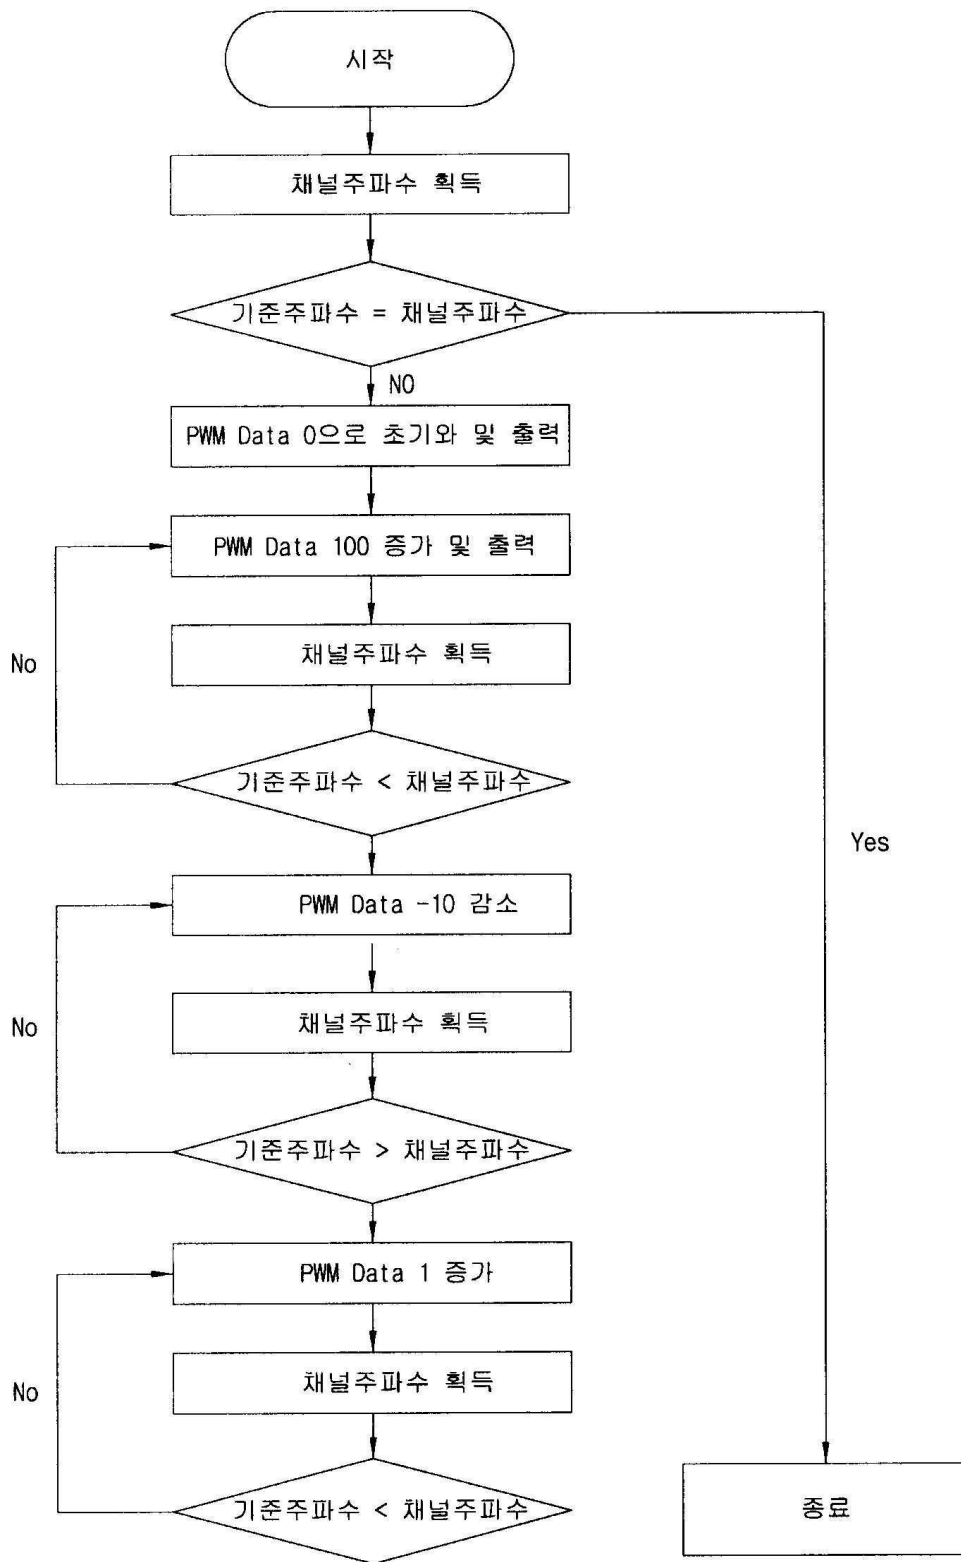 시작
채널주파수 획득
기준주파수 = 채널주파수
NO
PWM Data 0으로 초기와 및 출력
PWM Data 100 증가 및 출력
채널주파수 획득
No
기준주파수 < 채널주파수
Yes
PWM Data -10 감소
채널주파수 획득
No
기준주파수 > 채널주파수
PWM Data 1 증가
채널주파수 획득
No
기준주파수 < 채널주파수
종료